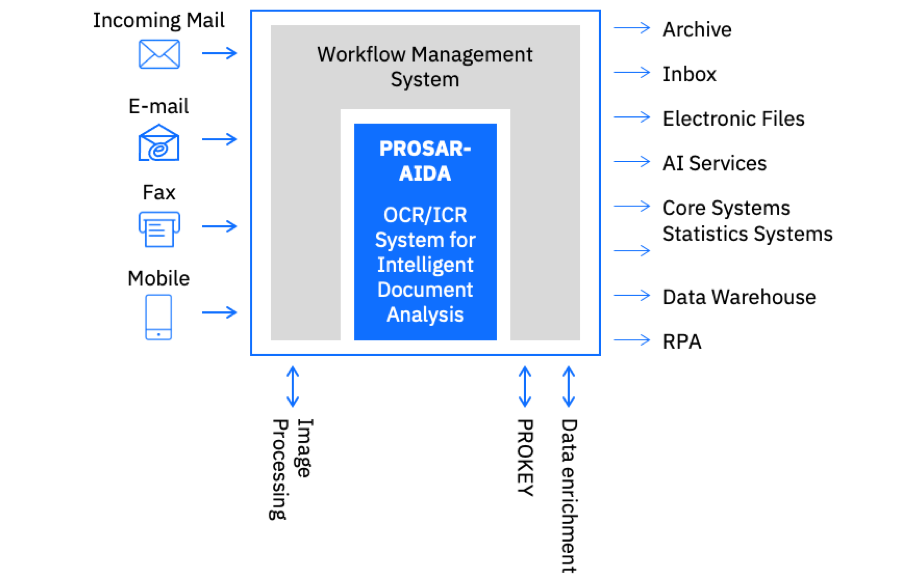 Incoming Mail
E-mail
Fax
Mobile
Workflow Management
System
PROSAR-
AIDA
OCR/ICR
System for
Intelligent
Document
Analysis
Archive
Inbox
Electronic Files
AI Services
Core Systems
Statistics Systems
Data Warehouse
RPA
Image
Processing
PROKEY
Data enrichment